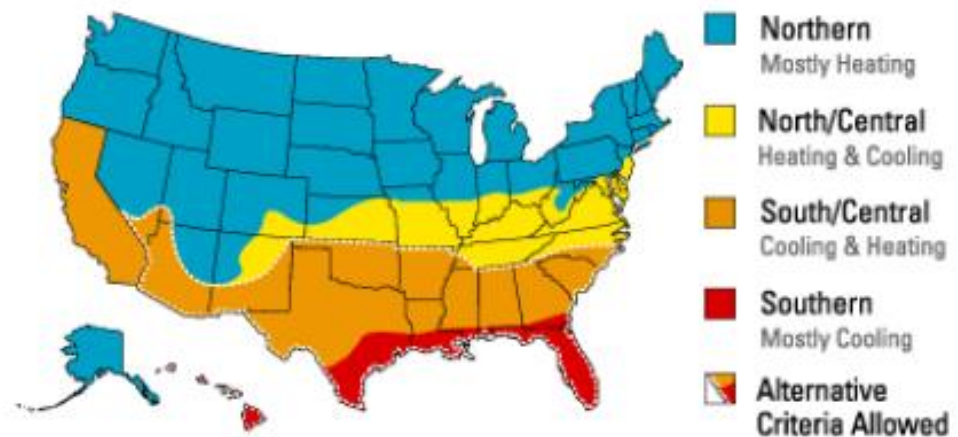 Northern
Mostly Heating
North/Central
Heating & Cooling
South/Central
Cooling & Heating
Southern
Mostly Cooling
Alternative
Criteria Allowed